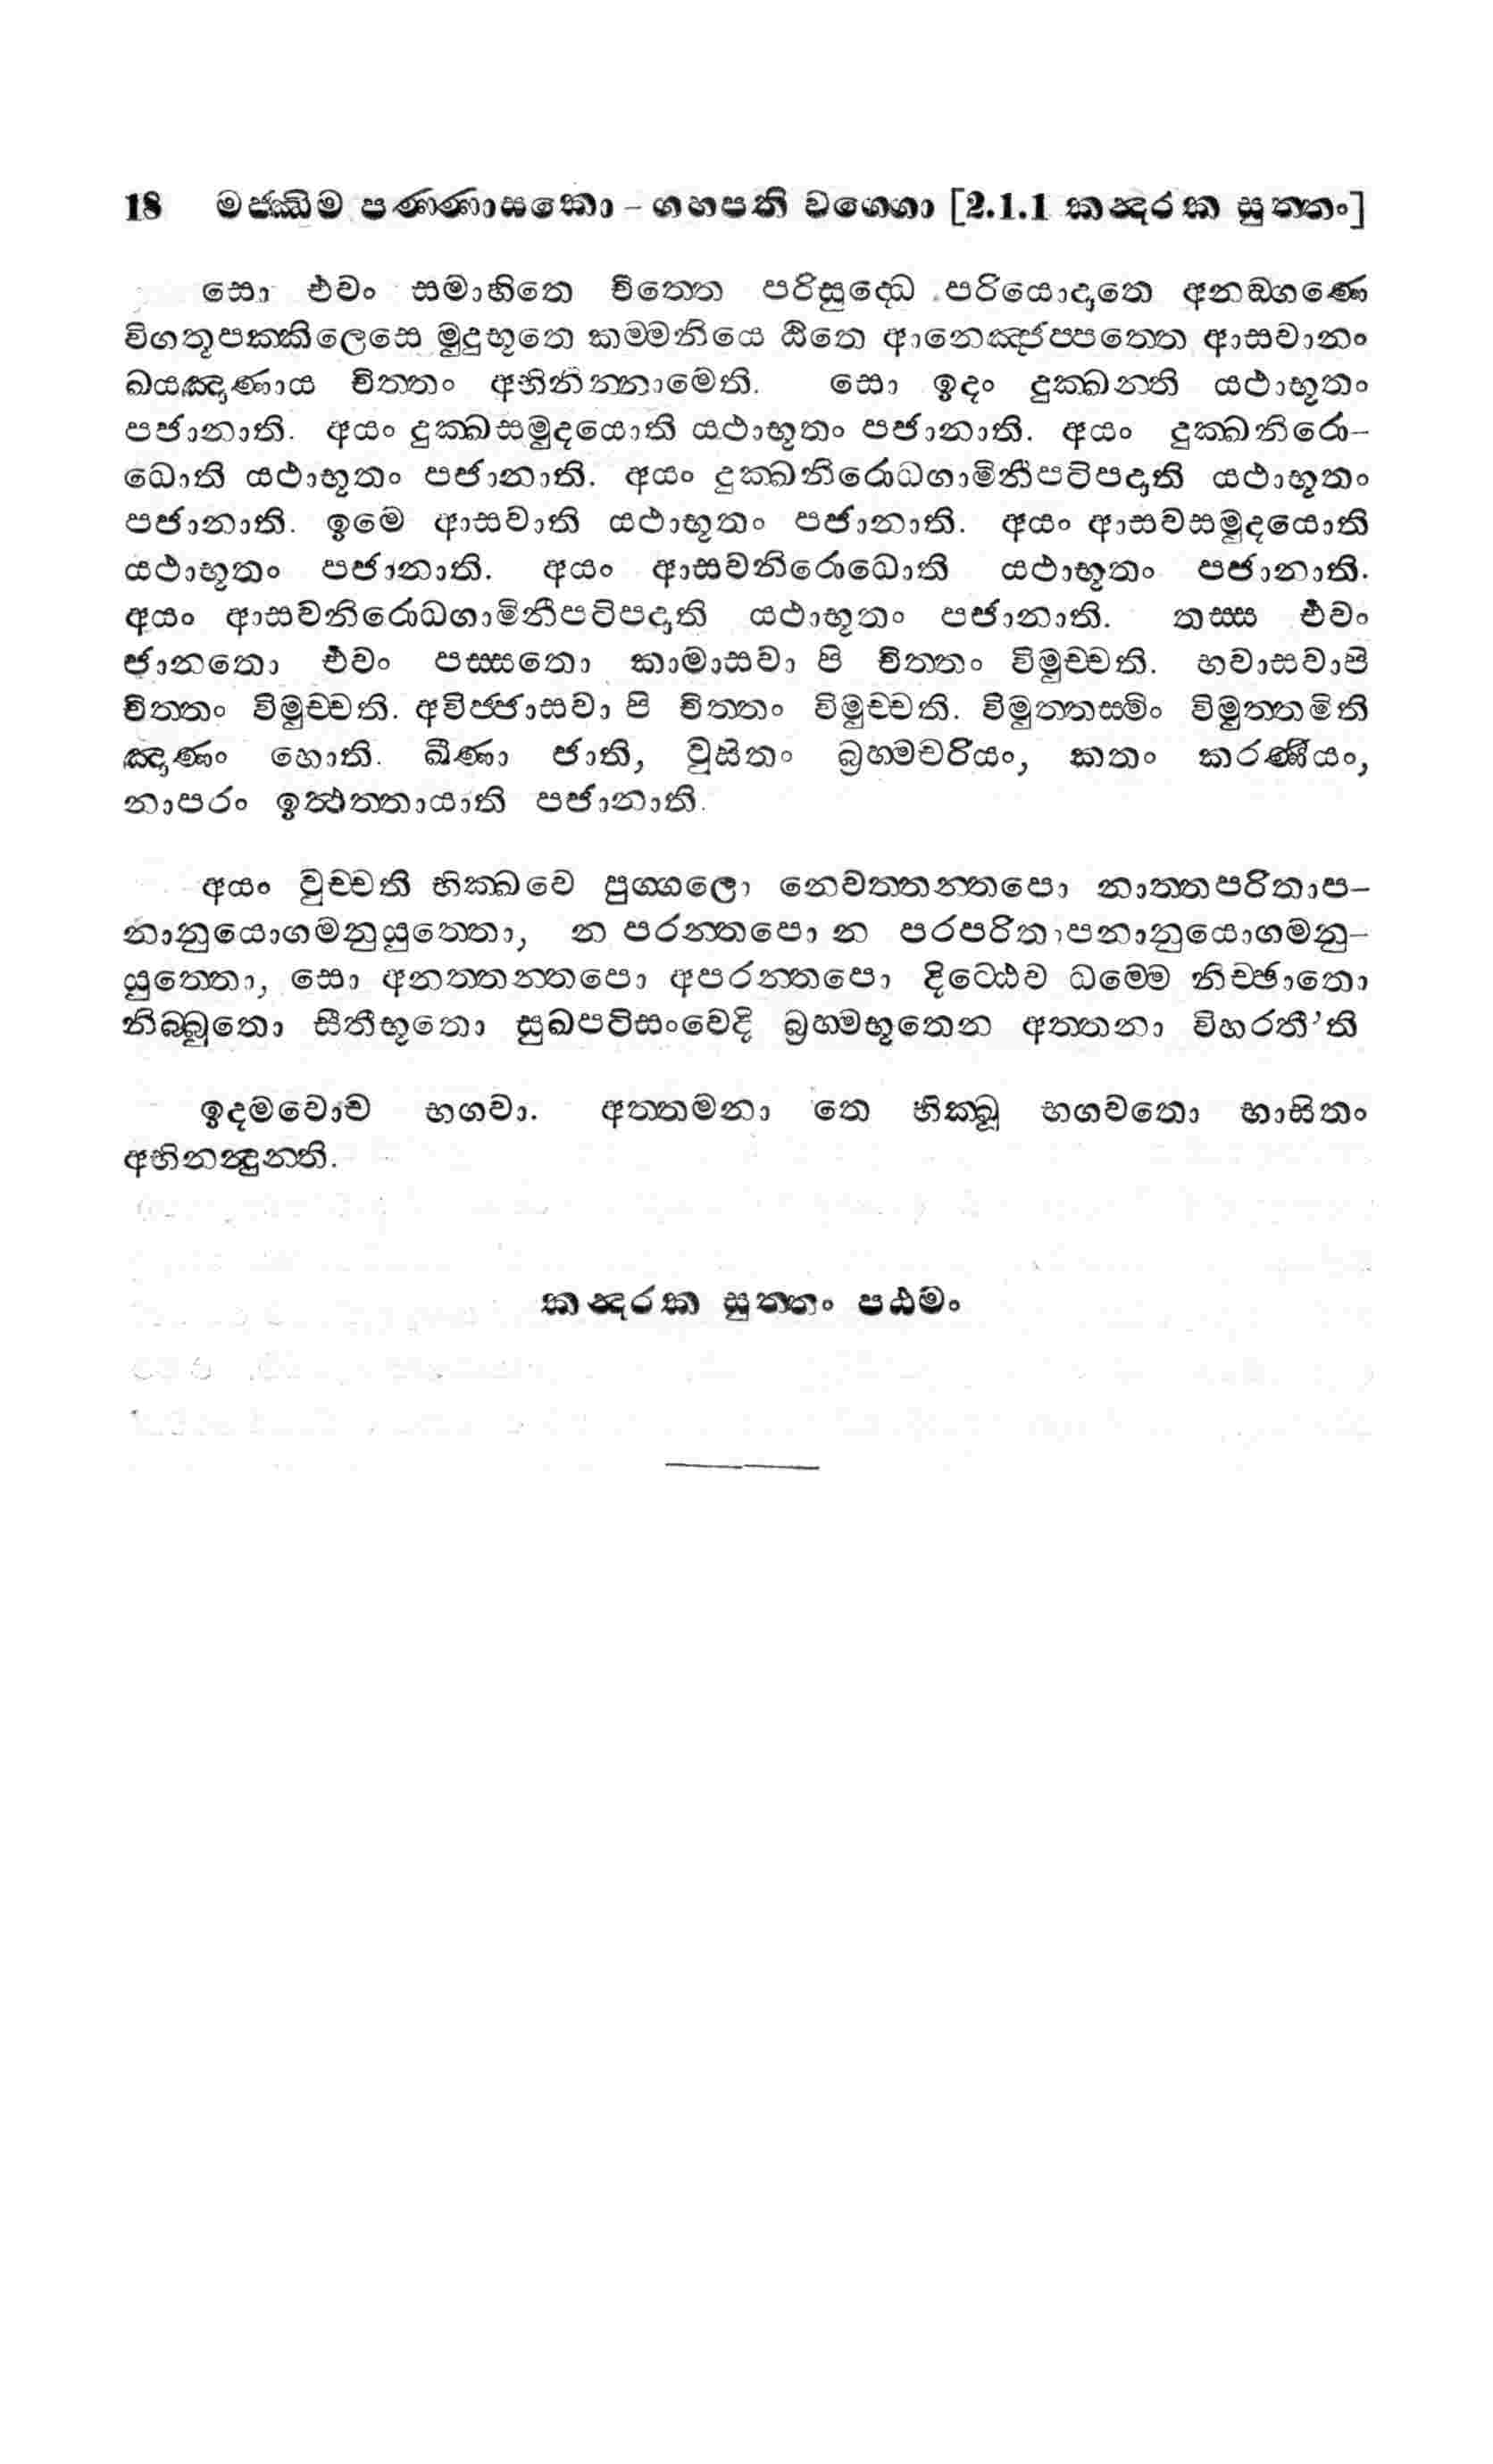 18 මජ්ඣිම පණ්ණාසකො – ගහපති වග්ගො [2.1.1 කන්දරක සුත්තං]
සො එවං සමාහිතෙ චිත්තෙ පරිසුද්ධෙ පරියොදාතෙ අනඞ්ගණෙ
විගතූපක්කිලෙසෙ මුදුභූතෙ කම්මනියෙ ඨිතෙ ආනෙඤ්ජප්පත්තෙ ආසවානං
ඛයඤාණාය චිත්තං අභිනින්නාමෙති. සො ඉදං දුක්ඛන්ති යථාභූතං
පජානාති. අයං දුක්ඛසමුදයොති යථාභූතං පජානාති. අයං දුක්ඛනිරො-
ධොති යථාභූතං පජානාති. අයං දුක්ඛනිරොධගාමිනීපටිපදාති යථාභූතං
පජානාති. ඉමෙ ආසවාති යථාභූතං පජානාති. අයං ආසවසමුදයොති
යථාභූතං පජානාති. අයං ආසවනිරොධොති යථාභූතං පජානාති.
අයං ආසවනිරොධගාමිනීපටිපදාති යථාභූතං පජානාති. තස්ස එවං
ජානතො එවං පස්සතො කාමාසවා පි චිත්තං විමුච්චති. භවාසවාපි
චිත්තං විමුච්චති. අවිජ්ජාසවා පි චිත්තං විමුච්චති. විමුත්තස්මිං විමුත්තමිති
ඤාණං හොති. ඛීණා ජාති, වුසිතං බ්‍රහ්මචරියං, කතං කරණීයං,
නාපරං ඉත්ථත්තායාති පජානාති.
අයං වුච්චති භික්ඛවෙ පුග්ගලො නෙවත්තන්තපො නාත්තපරිතාප-
නානුයොගමනුයුත්තො, න පරන්තපො න පරපරිතාපනානුයොගමනු-
යුත්තො, සො අනත්තන්තපො අපරන්තපො දිට්ඨෙව ධම්මෙ නිච්ඡාතො
නිබ්බුතො සීතීභූතො සුඛපටිසංවෙදි බ්‍රහ්මභූතෙන අත්තනා විහරතී’ති
ඉදමවොච භගවා. අත්තමනා තෙ භික්ඛූ භගවතො භාසිතං
අභිනන්දුන්ති.
කන්දරක සුත්තං පඨමං